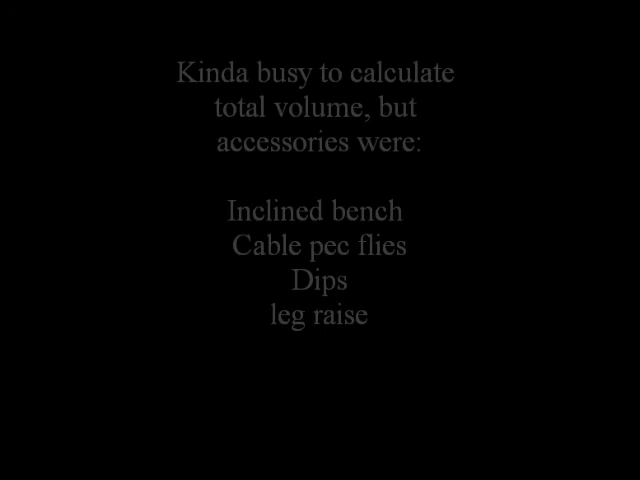 Kinda busy to calculate
total volume, but
accessories were:
Inclined bench
Cable pec flies
Dips
leg raise